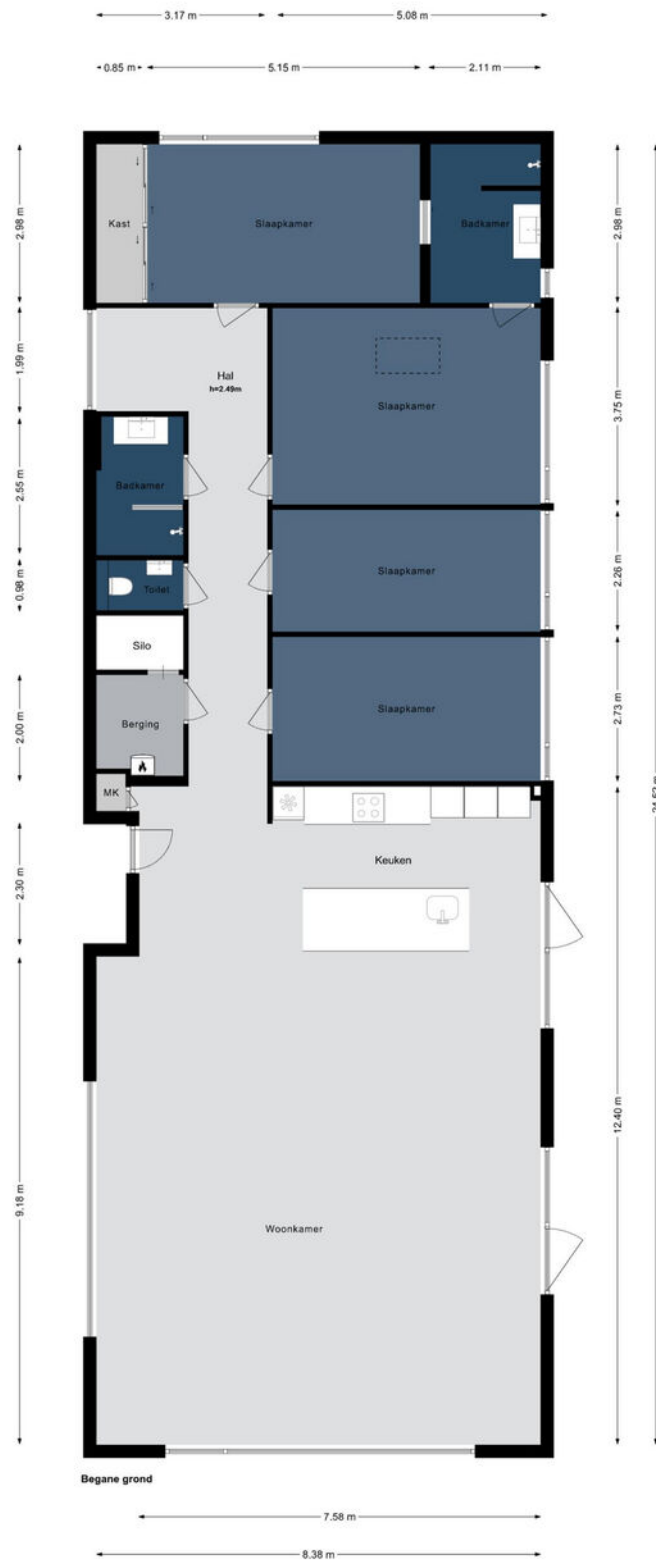 3.17 m
5.08 m
0.85 m
5.15 m
2.11 m
2.98 m
Kast
Slaapkamer
Badkamer
2.98 m
1.99 m
Hal
h=2.49m
Slaapkamer
3.75 m
2.55 m
Badkamer
0.98 m
Toilet
Slaapkamer
2.26 m
Silo
2.00 m
Berging
Slaapkamer
2.73 m
MK
24.62 m
Keuken
2.30 m
12.40 m
9.18 m
Woonkamer
Begane grond
7.58 m
8.38 m